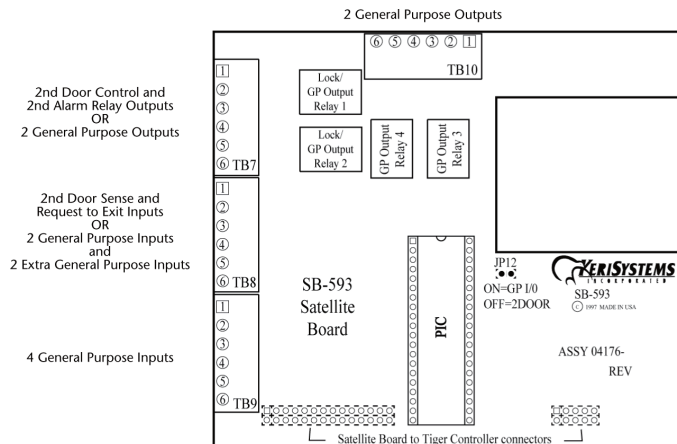 2 General Purpose Outputs
⑥ ⑤ ④ ③ ② 1
TB10
2nd Door Control and
2nd Alarm Relay Outputs
OR
2 General Purpose Outputs
1
②
③
④
⑤
⑥ TB7
Lock/
GP Output
Relay 1
Lock/
GP Output
Relay 2
GP Output
Relay 4
GP Output
Relay 3
2nd Door Sense and
Request to Exit Inputs
OR
2 General Purpose Inputs
and
2 Extra General Purpose Inputs
1
②
③
④
⑤
⑥ TB8
4 General Purpose Inputs
1
②
③
④
⑤
⑥ TB9
SB-593
Satellite
Board
PIC
JP12
ON=GP I/0
OFF=2DOOR
KERISYSTEMS
INCORPORATED
SB-593
© 1997 MADE IN USA
ASSY 04176-
REV
Satellite Board to Tiger Controller connectors